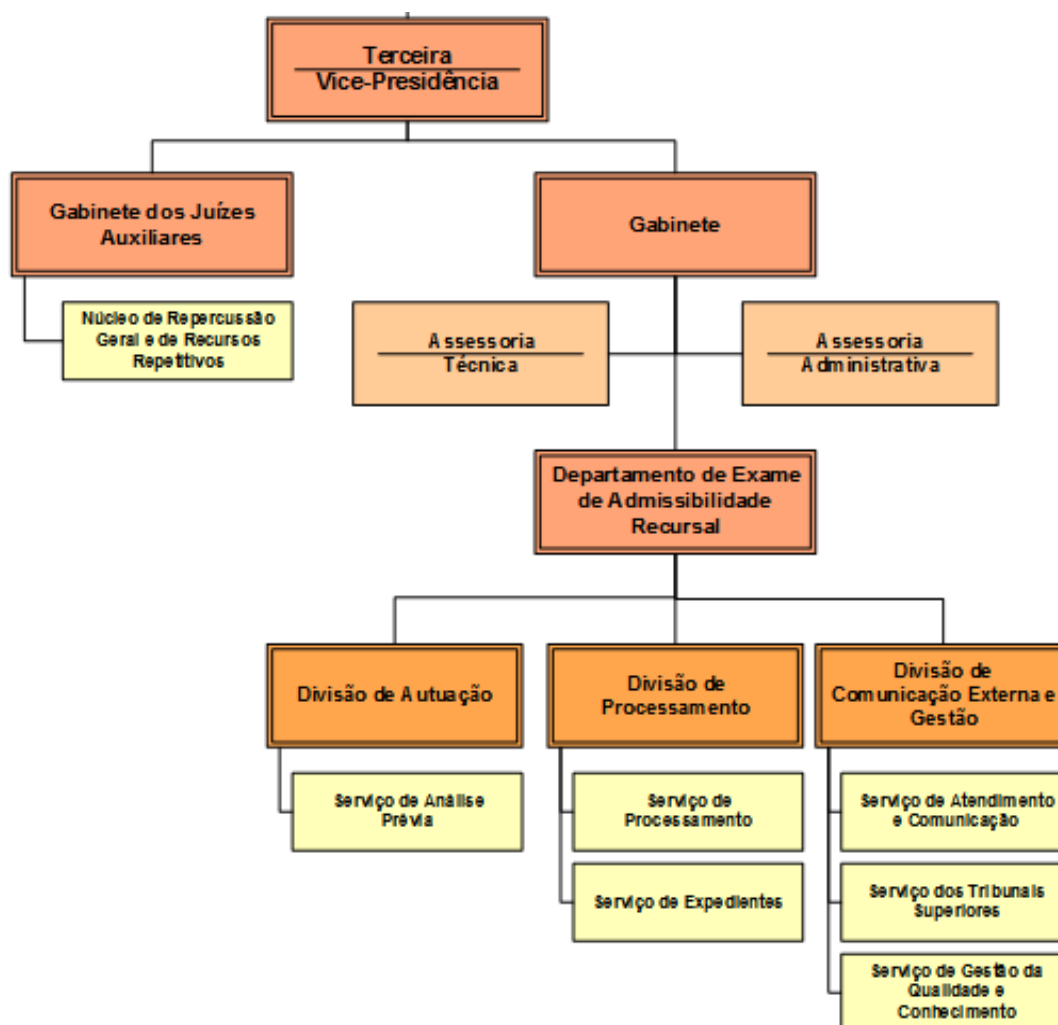 Terceira
Vice-Presidência
Gabinete dos Juízes
Auxiliares
Gabinete
Núcleo de Repercussão
Geral e de Recursos
Repetitivos
Assessoria
Técnica
Assessoria
Administrativa
Departamento de Exame
de Admissibilidade
Recursal
Divisão de Autuação
Divisão de
Processamento
Divisão de
Comunicação Externa e
Gestão
Serviço de Análise
Prévia
Serviço de
Processamento
Serviço de Atendimento
e Comunicação
Serviço de Expedientes
Serviço dos Tribunais
Superiores
Serviço de Gestão da
Qualidade e
Conhecimento